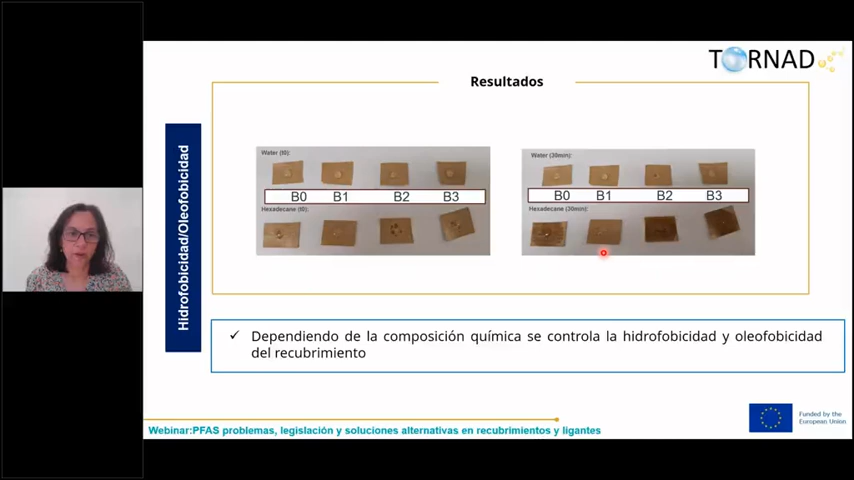 TORNAD
Resultados
Hidrofobicidad/Oleofobicidad
Water (t0):
B0 B1 B2 B3
Hexadecane (t0):
Water (30min):
B0 B1 B2 B3
Hexadecane (30min):
✓ Dependiendo de la composición química se controla la hidrofobicidad y oleofobicidad
del recubrimiento
Funded by the
European Union
Webinar:PFAS problemas, legislación y soluciones alternativas en recubrimientos y ligantes